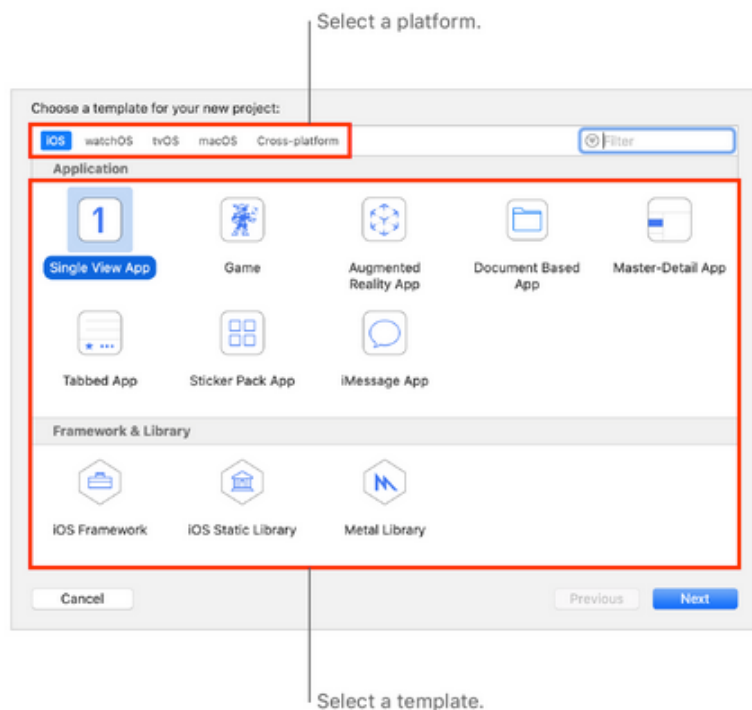 Select a platform.
Choose a template for your new project:
iOS watchOS tvOS macOS Cross-platform Filter
Application
1
Single View App Game Augmented Reality App Document Based App Master-Detail App
Tabbed App Sticker Pack App iMessage App
Framework & Library
iOS Framework iOS Static Library Metal Library
Cancel Previous Next
Select a template.